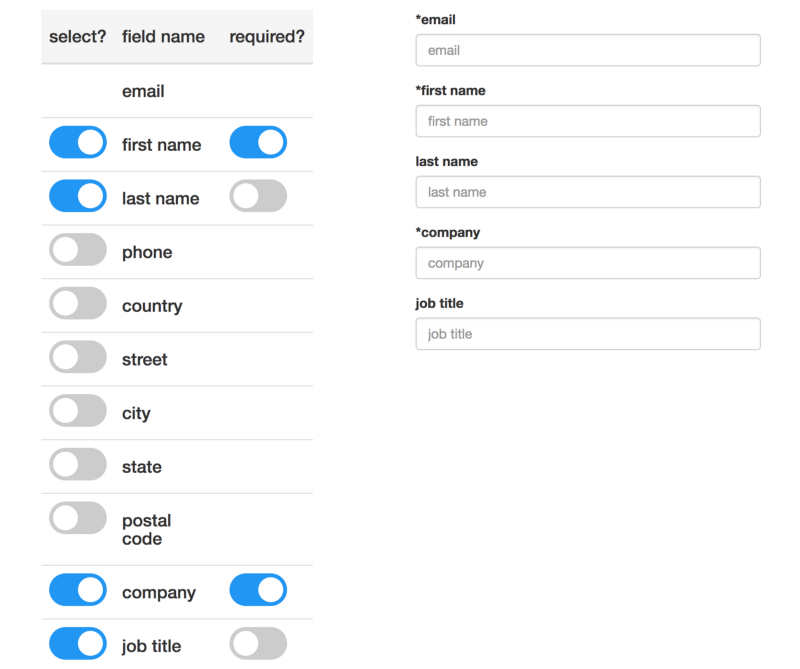 select? field name required?
email
first name
last name
phone
country
street
city
state
postal
code
company
job title
*email
email
*first name
first name
last name
last name
*company
company
job title
job title